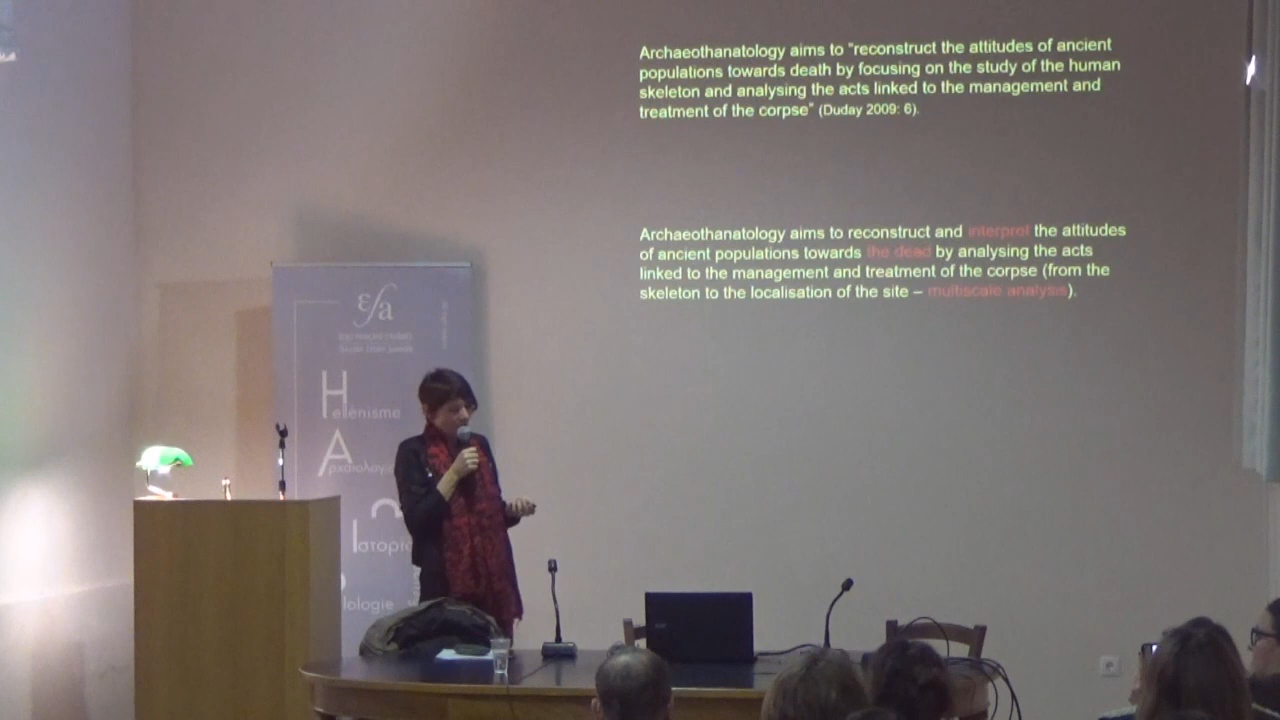 Archaeothanatology aims to "reconstruct the attitudes of ancient
populations towards death by focusing on the study of the human
skeleton and analysing the acts linked to the management and
treatment of the corpse" (Duday 2009: 6).
Archaeothanatology aims to reconstruct and interpret the attitudes
of ancient populations towards the dead by analysing the acts
linked to the management and treatment of the corpse (from the
skeleton to the localisation of the site – multiscale analysis).
εfa
Hellénisme
Αρχαιολογία
Ιστορία
lologie